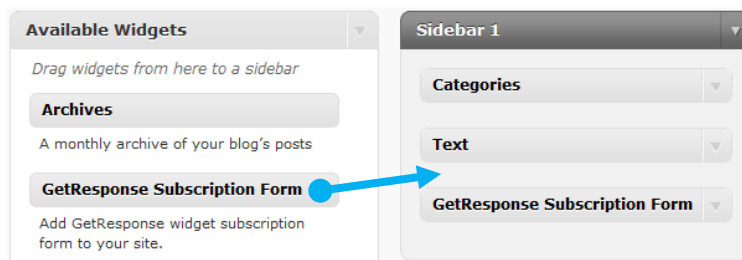 Available Widgets
Drag widgets from here to a sidebar
Archives
A monthly archive of your blog's posts
GetResponse Subscription Form
Add GetResponse widget subscription
form to your site.
Sidebar 1
Categories
Text
GetResponse Subscription Form